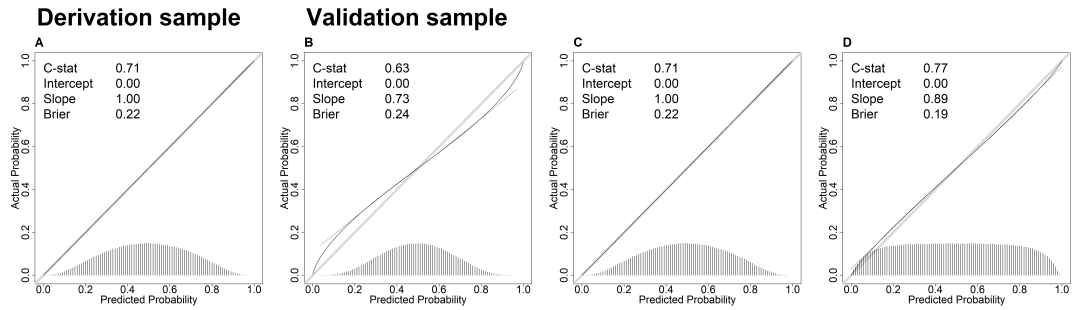 Derivation sample
Validation sample
A
C-stat 0.71
Intercept 0.00
Slope 1.00
Brier 0.22
Actual Probability
0.0 0.2 0.4 0.6 0.8 1.0
0.0 0.2 0.4 0.6 0.8 1.0
Predicted Probability
B
C-stat 0.63
Intercept 0.00
Slope 0.73
Brier 0.24
Actual Probability
0.0 0.2 0.4 0.6 0.8 1.0
0.0 0.2 0.4 0.6 0.8 1.0
Predicted Probability
C
C-stat 0.71
Intercept 0.00
Slope 1.00
Brier 0.22
Actual Probability
0.0 0.2 0.4 0.6 0.8 1.0
0.0 0.2 0.4 0.6 0.8 1.0
Predicted Probability
D
C-stat 0.77
Intercept 0.00
Slope 0.89
Brier 0.19
Actual Probability
0.0 0.2 0.4 0.6 0.8 1.0
0.0 0.2 0.4 0.6 0.8 1.0
Predicted Probability